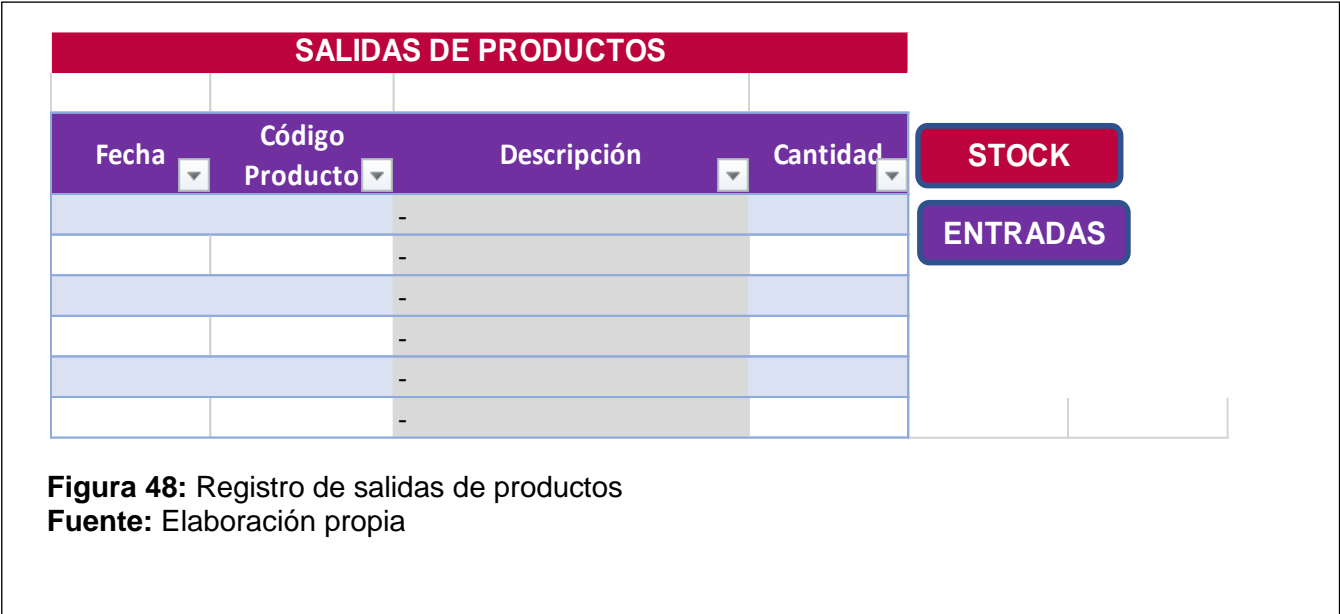 SALIDAS DE PRODUCTOS
Fecha
Código
Producto
Descripción
Cantidad
STOCK
ENTRADAS
-
-
-
-
-
-
Figura 48: Registro de salidas de productos
Fuente: Elaboración propia